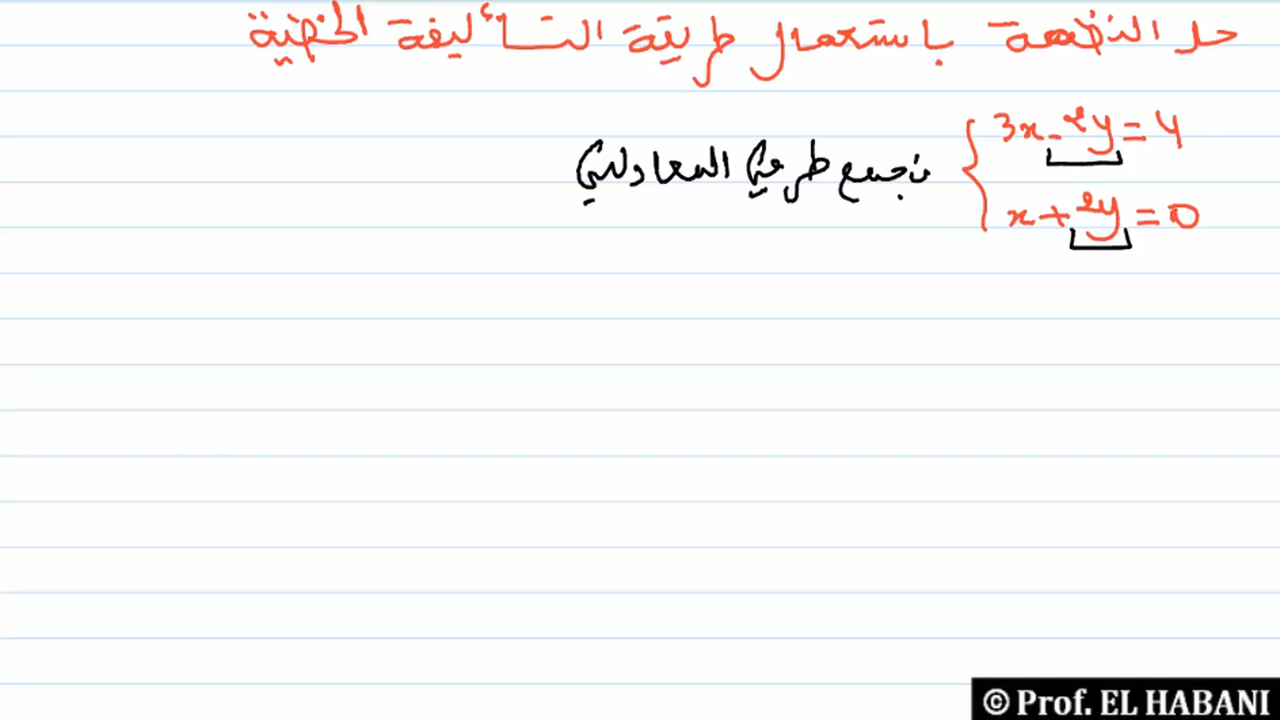 حل النظمة باستعمال طريقة التأليفة الخطية
3x - 2y = 4
نجمع طرفي المعادلتين
x + 2y = 0
© Prof. EL HABANI